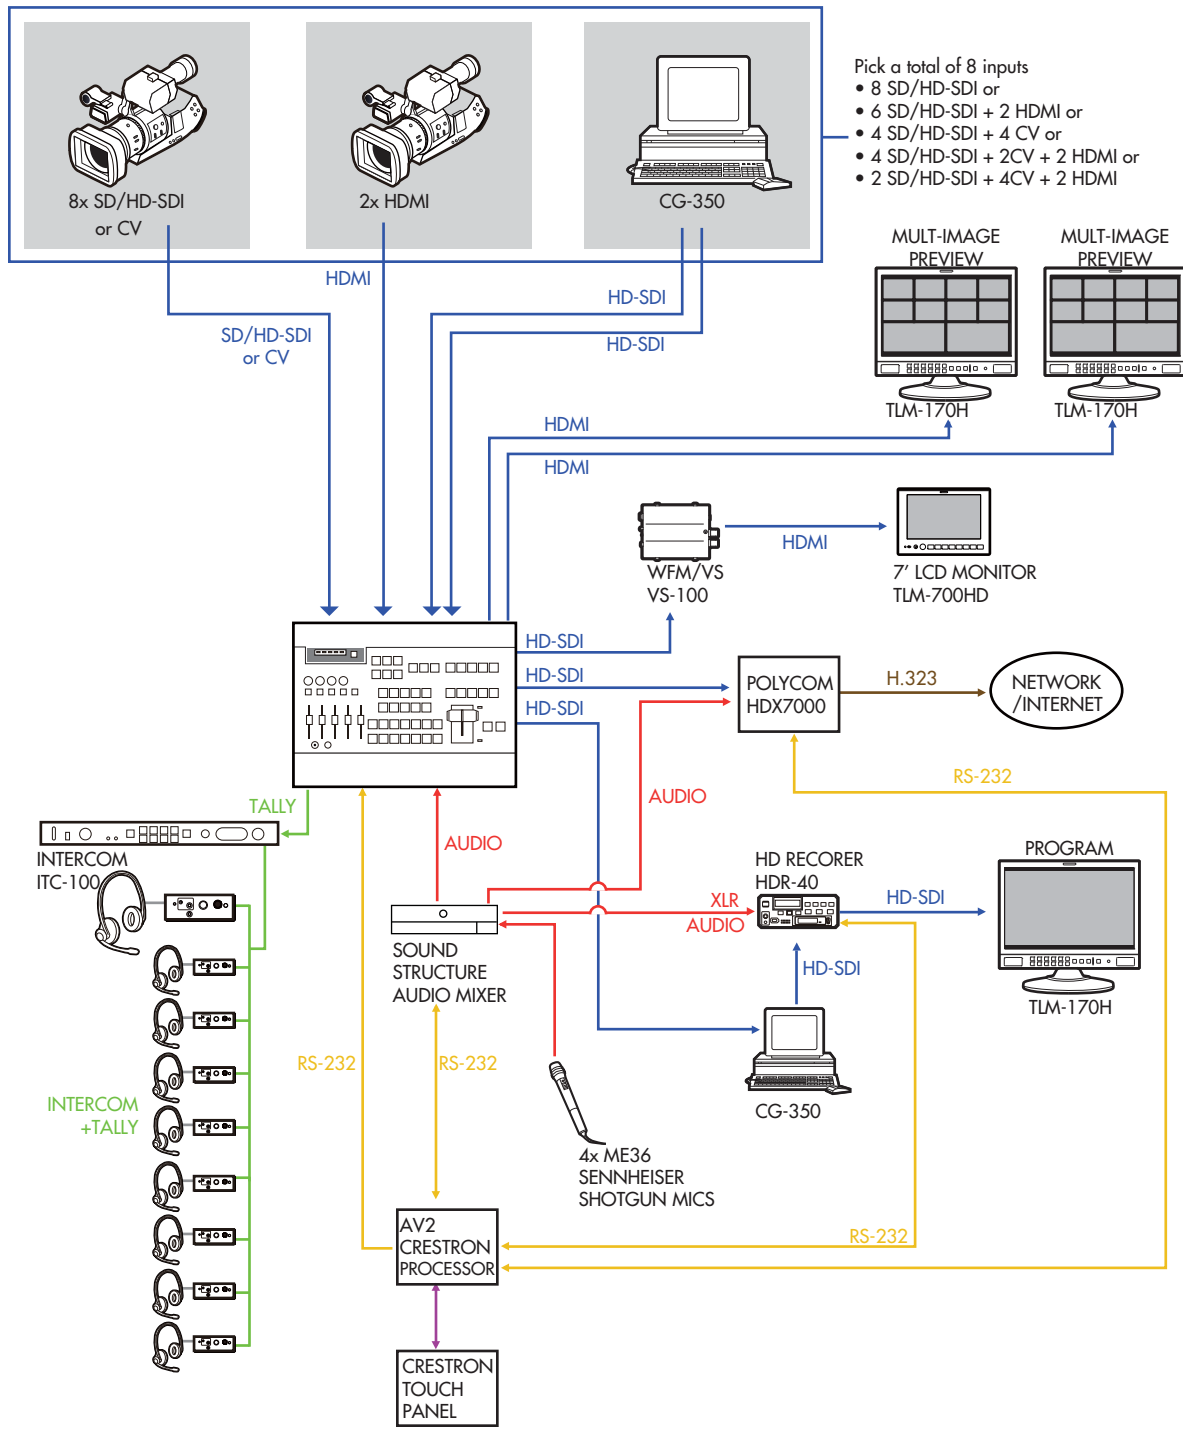 8x SD/HD-SDI
or CV
2x HDMI
CG-350
Pick a total of 8 inputs
• 8 SD/HD-SDI or
• 6 SD/HD-SDI + 2 HDMI or
• 4 SD/HD-SDI + 4 CV or
• 4 SD/HD-SDI + 2CV + 2 HDMI or
• 2 SD/HD-SDI + 4CV + 2 HDMI
HDMI
HD-SDI
SD/HD-SDI
or CV
HD-SDI
MULT-IMAGE
PREVIEW
MULT-IMAGE
PREVIEW
TLM-170H
TLM-170H
HDMI
HDMI
HDMI
WFM/VS
VS-100
7' LCD MONITOR
TLM-700HD
HD-SDI
HD-SDI
HD-SDI
POLYCOM
HDX7000
H.323
NETWORK
/INTERNET
RS-232
TALLY
AUDIO
AUDIO
INTERCOM
ITC-100
HD RECORER
HDR-40
PROGRAM
XLR
AUDIO
HD-SDI
SOUND
STRUCTURE
AUDIO MIXER
HD-SDI
TLM-170H
RS-232
RS-232
CG-350
INTERCOM
+TALLY
4x ME36
SENNHEISER
SHOTGUN MICS
AV2
CRESTRON
PROCESSOR
RS-232
CRESTRON
TOUCH
PANEL